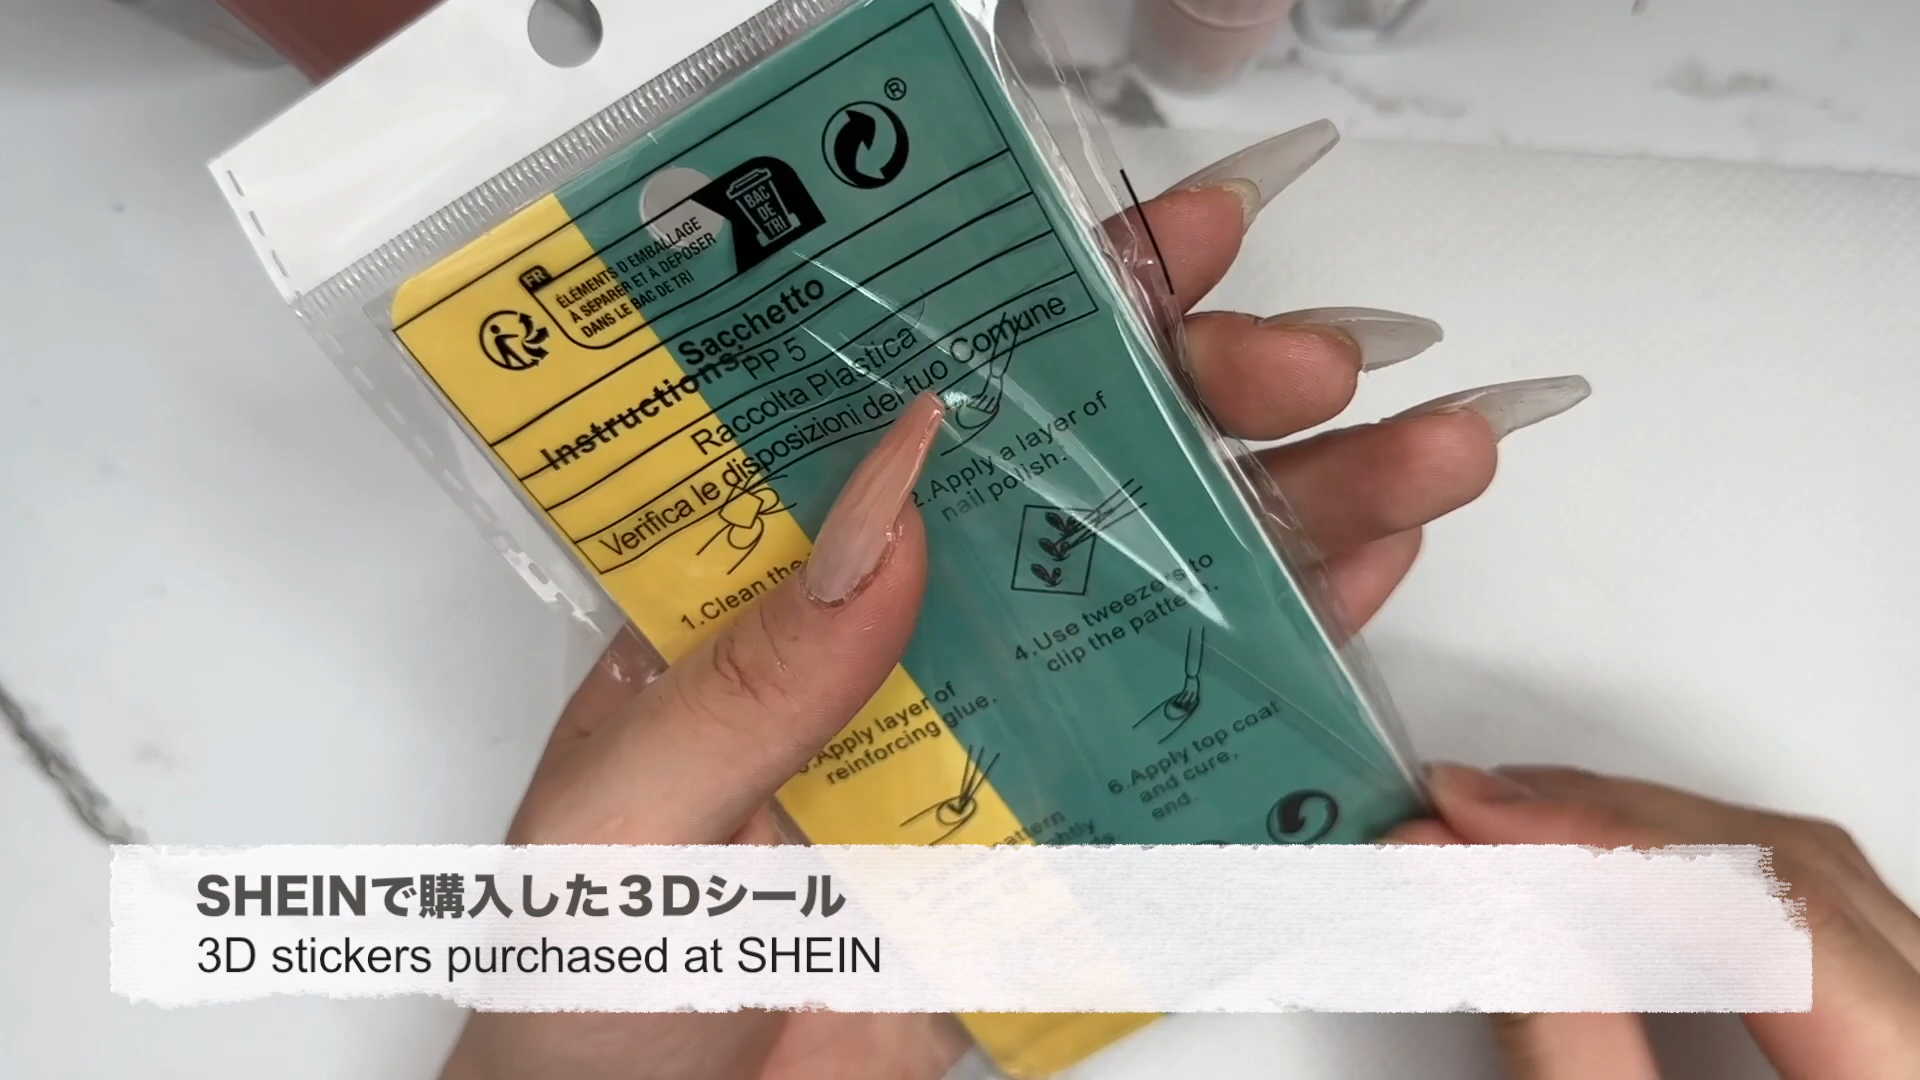 ®
BAC
DE
TRI
FR
ÉLÉMENTS D'EMBALLAGE
À SÉPARER ET À DÉPOSER
DANS LE BAC DE TRI
Sacchetto
PP 5
Raccolta Plastica
Verifica le disposizioni del tuo Comune
Instructions:
1.Clean the
2.Apply a layer of
nail polish.
3.Apply layer of
reinforcing glue.
4.Use tweezers to
clip the pattern.
pattern
6.Apply top coat
and cure,
end.
SHEINで購入した３Dシール
3D stickers purchased at SHEIN